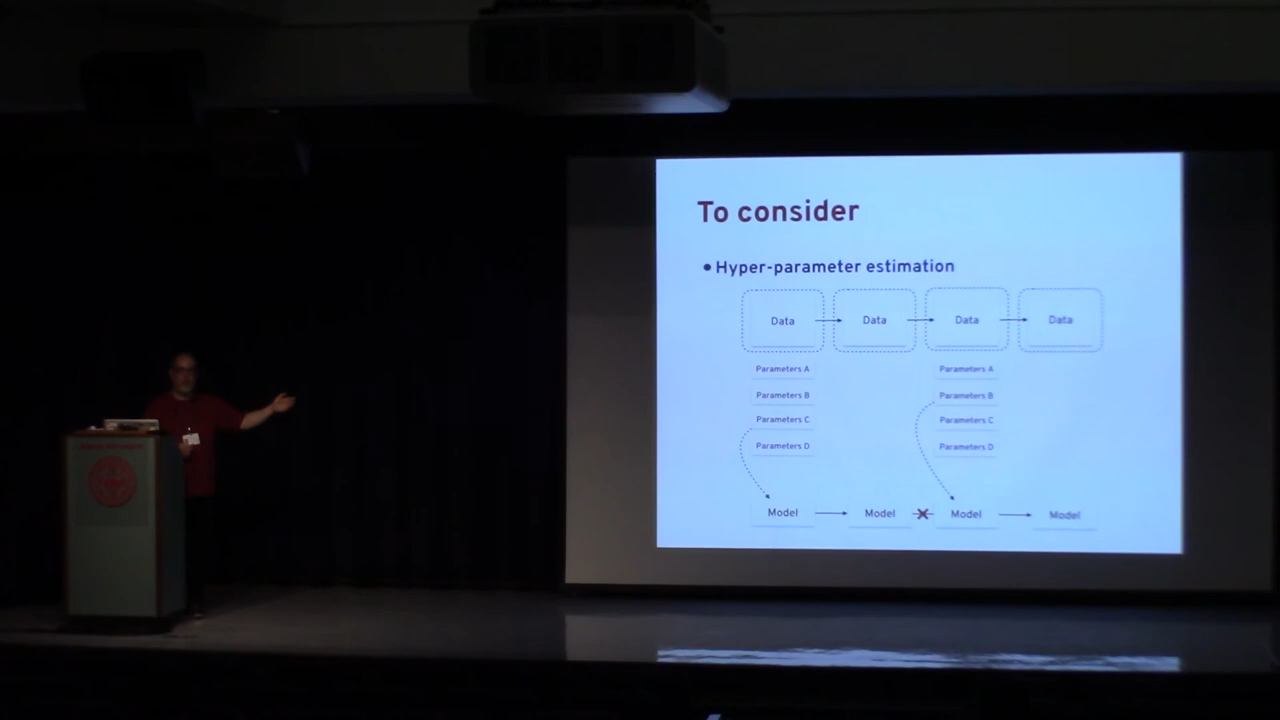 To consider
• Hyper-parameter estimation
Data Data Data Data
Parameters A Parameters A
Parameters B Parameters B
Parameters C Parameters C
Parameters D Parameters D
Model Model Model Model